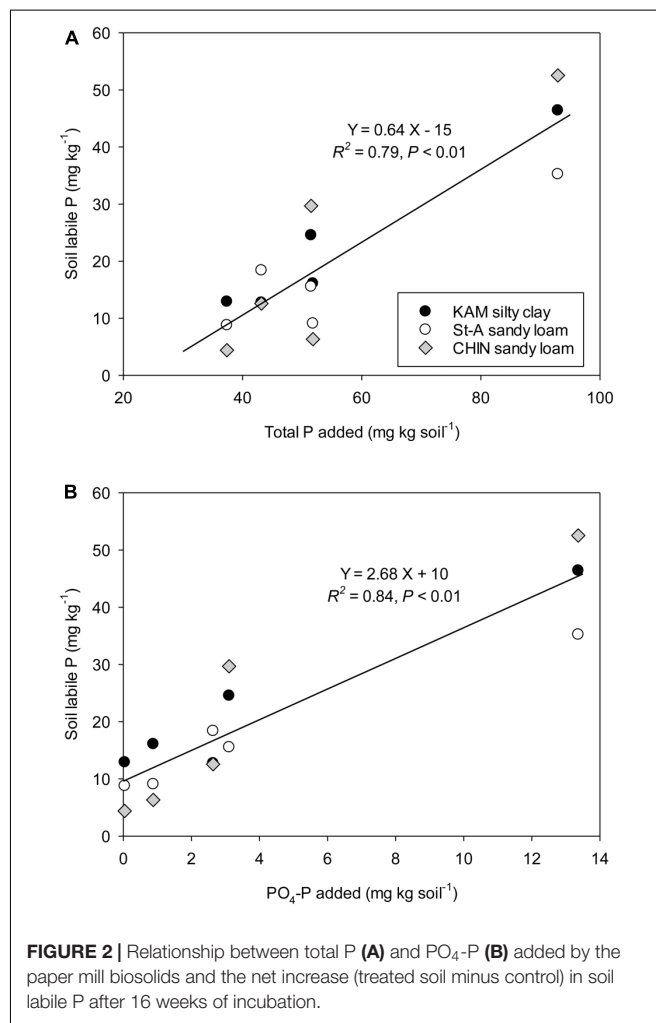 A
60
50
40
30
20
10
0
Soil labile P (mg kg⁻¹)
Y = 0.64 X - 15
R² = 0.79, P < 0.01
KAM silty clay
St-A sandy loam
CHIN sandy loam
20 40 60 80 100
Total P added (mg kg soil⁻¹)
B
60
50
40
30
20
10
0
Soil labile P (mg kg⁻¹)
Y = 2.68 X + 10
R² = 0.84, P < 0.01
0 2 4 6 8 10 12 14
PO₄-P added (mg kg soil⁻¹)
FIGURE 2 | Relationship between total P (A) and PO₄-P (B) added by the
paper mill biosolids and the net increase (treated soil minus control) in soil
labile P after 16 weeks of incubation.